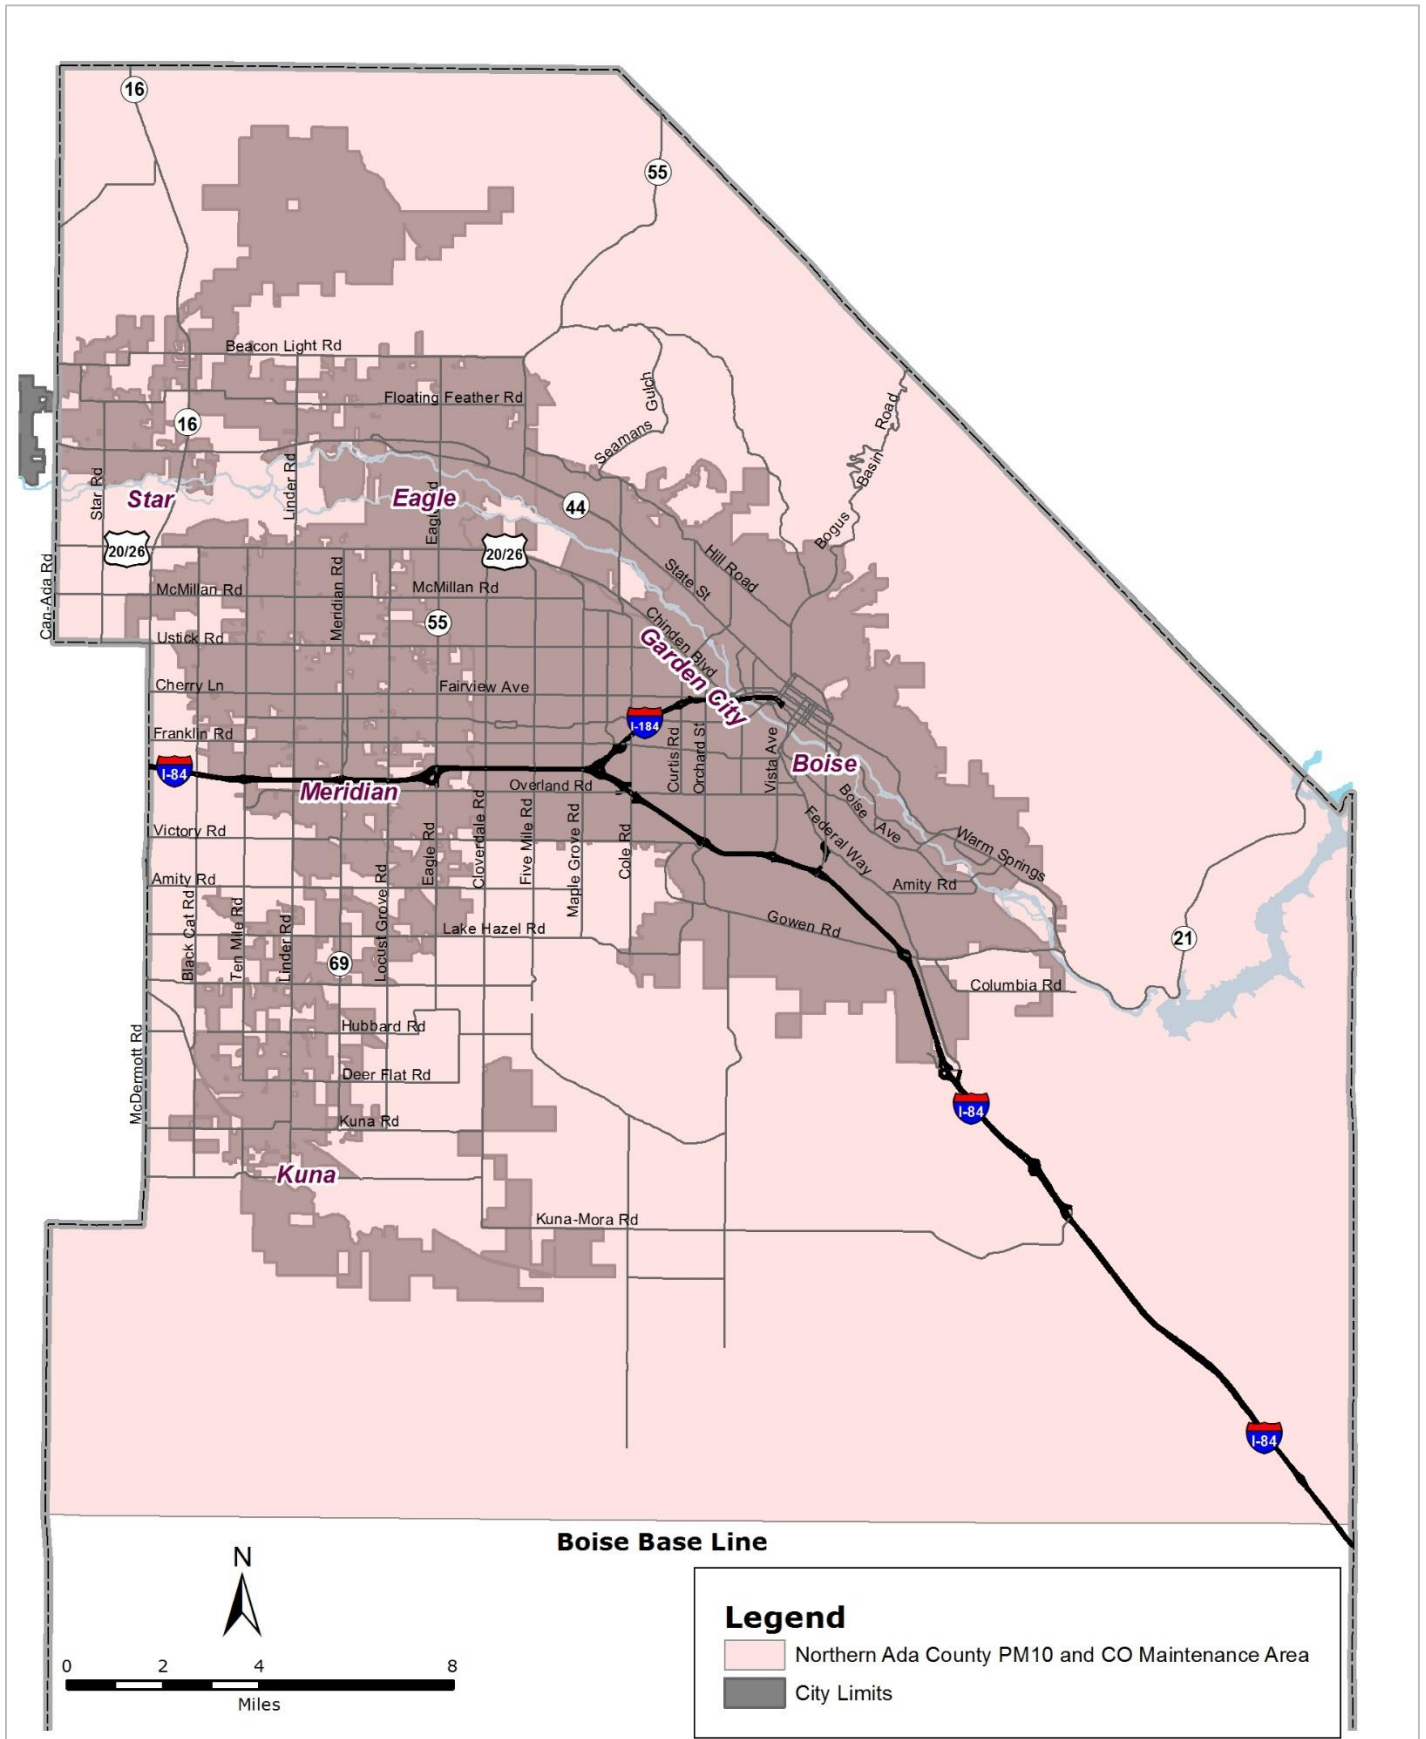 16
55
Beacon Light Rd
Floating Feather Rd
Seamans
Gulch
Bogus
Basin
Road
16
Star Rd
Star
Linder Rd
Eagle
Eagle Rd
44
20/26
20/26
Hill Road
State St
Can-Ada Rd
McMillan Rd
Meridian Rd
McMillan Rd
55
Chinden Blvd
Garden City
Ustick Rd
Cherry Ln
Fairview Ave
I-184
Franklin Rd
Curtis Rd
Orchard St
Vista Ave
Boise
I-84
Meridian
Overland Rd
Boise Ave
Federal Way
Warm Springs
Victory Rd
Eagle Rd
Cloverdale Rd
Five Mile Rd
Maple Grove Rd
Cole Rd
Amity Rd
Amity Rd
Black Cat Rd
Ten Mile Rd
Linder Rd
Locust Grove Rd
Lake Hazel Rd
Gowen Rd
69
21
Columbia Rd
McDermott Rd
Hubbard Rd
Deer Flat Rd
Kuna Rd
I-84
Kuna
Kuna-Mora Rd
I-84
Boise Base Line
N
0 2 4 8
Miles
Legend
Northern Ada County PM10 and CO Maintenance Area
City Limits